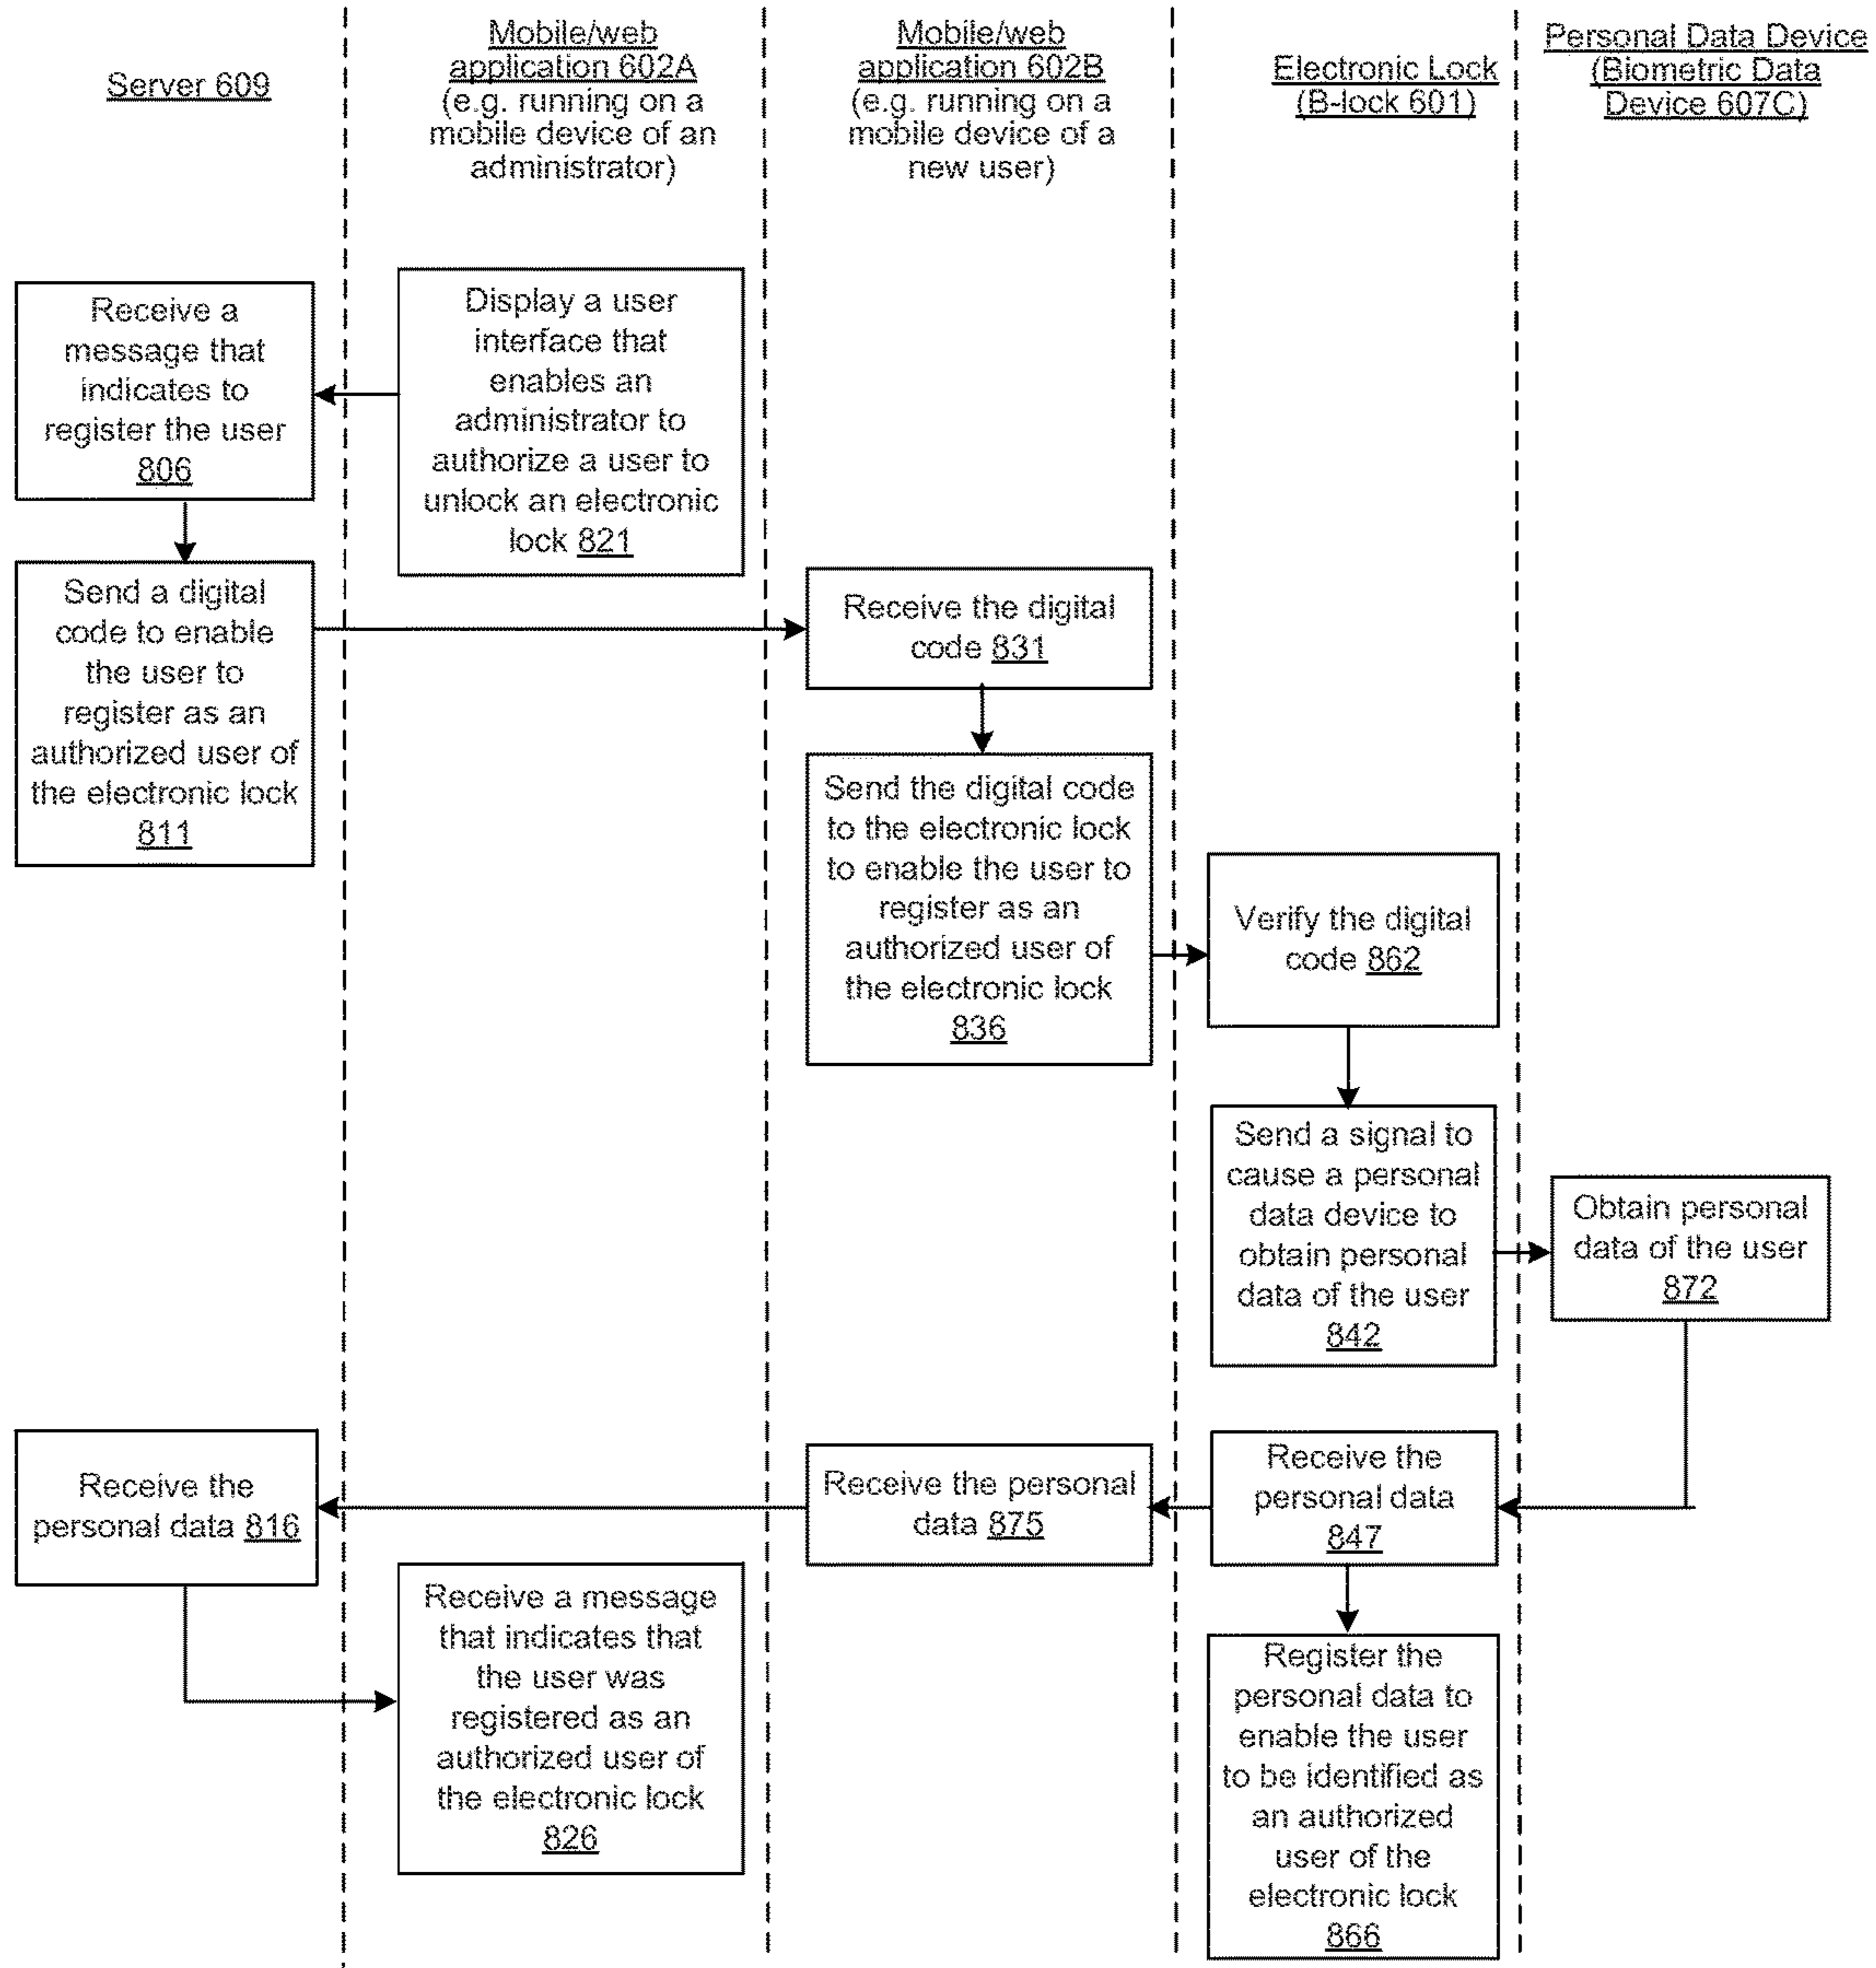 Server 609
Mobile/web
application 602A
(e.g. running on a
mobile device of an
administrator)
Mobile/web
application 602B
(e.g. running on a
mobile device of a
new user)
Electronic Lock
(B-lock 601)
Personal Data Device
(Biometric Data
Device 607C)
Receive a
message that
indicates to
register the user
806
Display a user
interface that
enables an
administrator to
authorize a user to
unlock an electronic
lock 821
Send a digital
code to enable
the user to
register as an
authorized user of
the electronic lock
811
Receive the digital
code 831
Send the digital code
to the electronic lock
to enable the user to
register as an
authorized user of
the electronic lock
836
Verify the digital
code 862
Send a signal to
cause a personal
data device to
obtain personal
data of the user
842
Obtain personal
data of the user
872
Receive the
personal data
847
Receive the personal
data 875
Receive the
personal data 816
Receive a message
that indicates that
the user was
registered as an
authorized user of
the electronic lock
826
Register the
personal data to
enable the user
to be identified as
an authorized
user of the
electronic lock
866